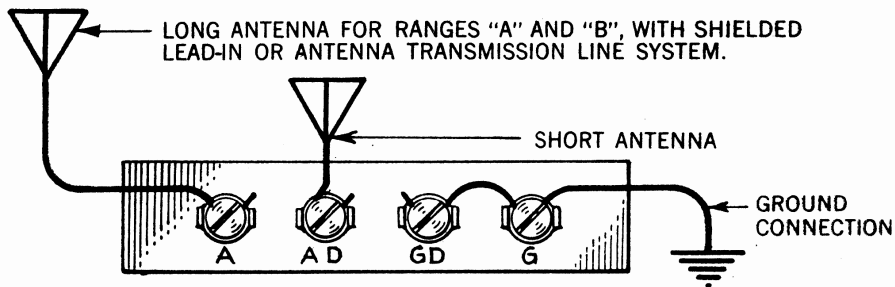 LONG ANTENNA FOR RANGES "A" AND "B", WITH SHIELDED
LEAD-IN OR ANTENNA TRANSMISSION LINE SYSTEM.
SHORT ANTENNA
GROUND
CONNECTION
A AD GD G